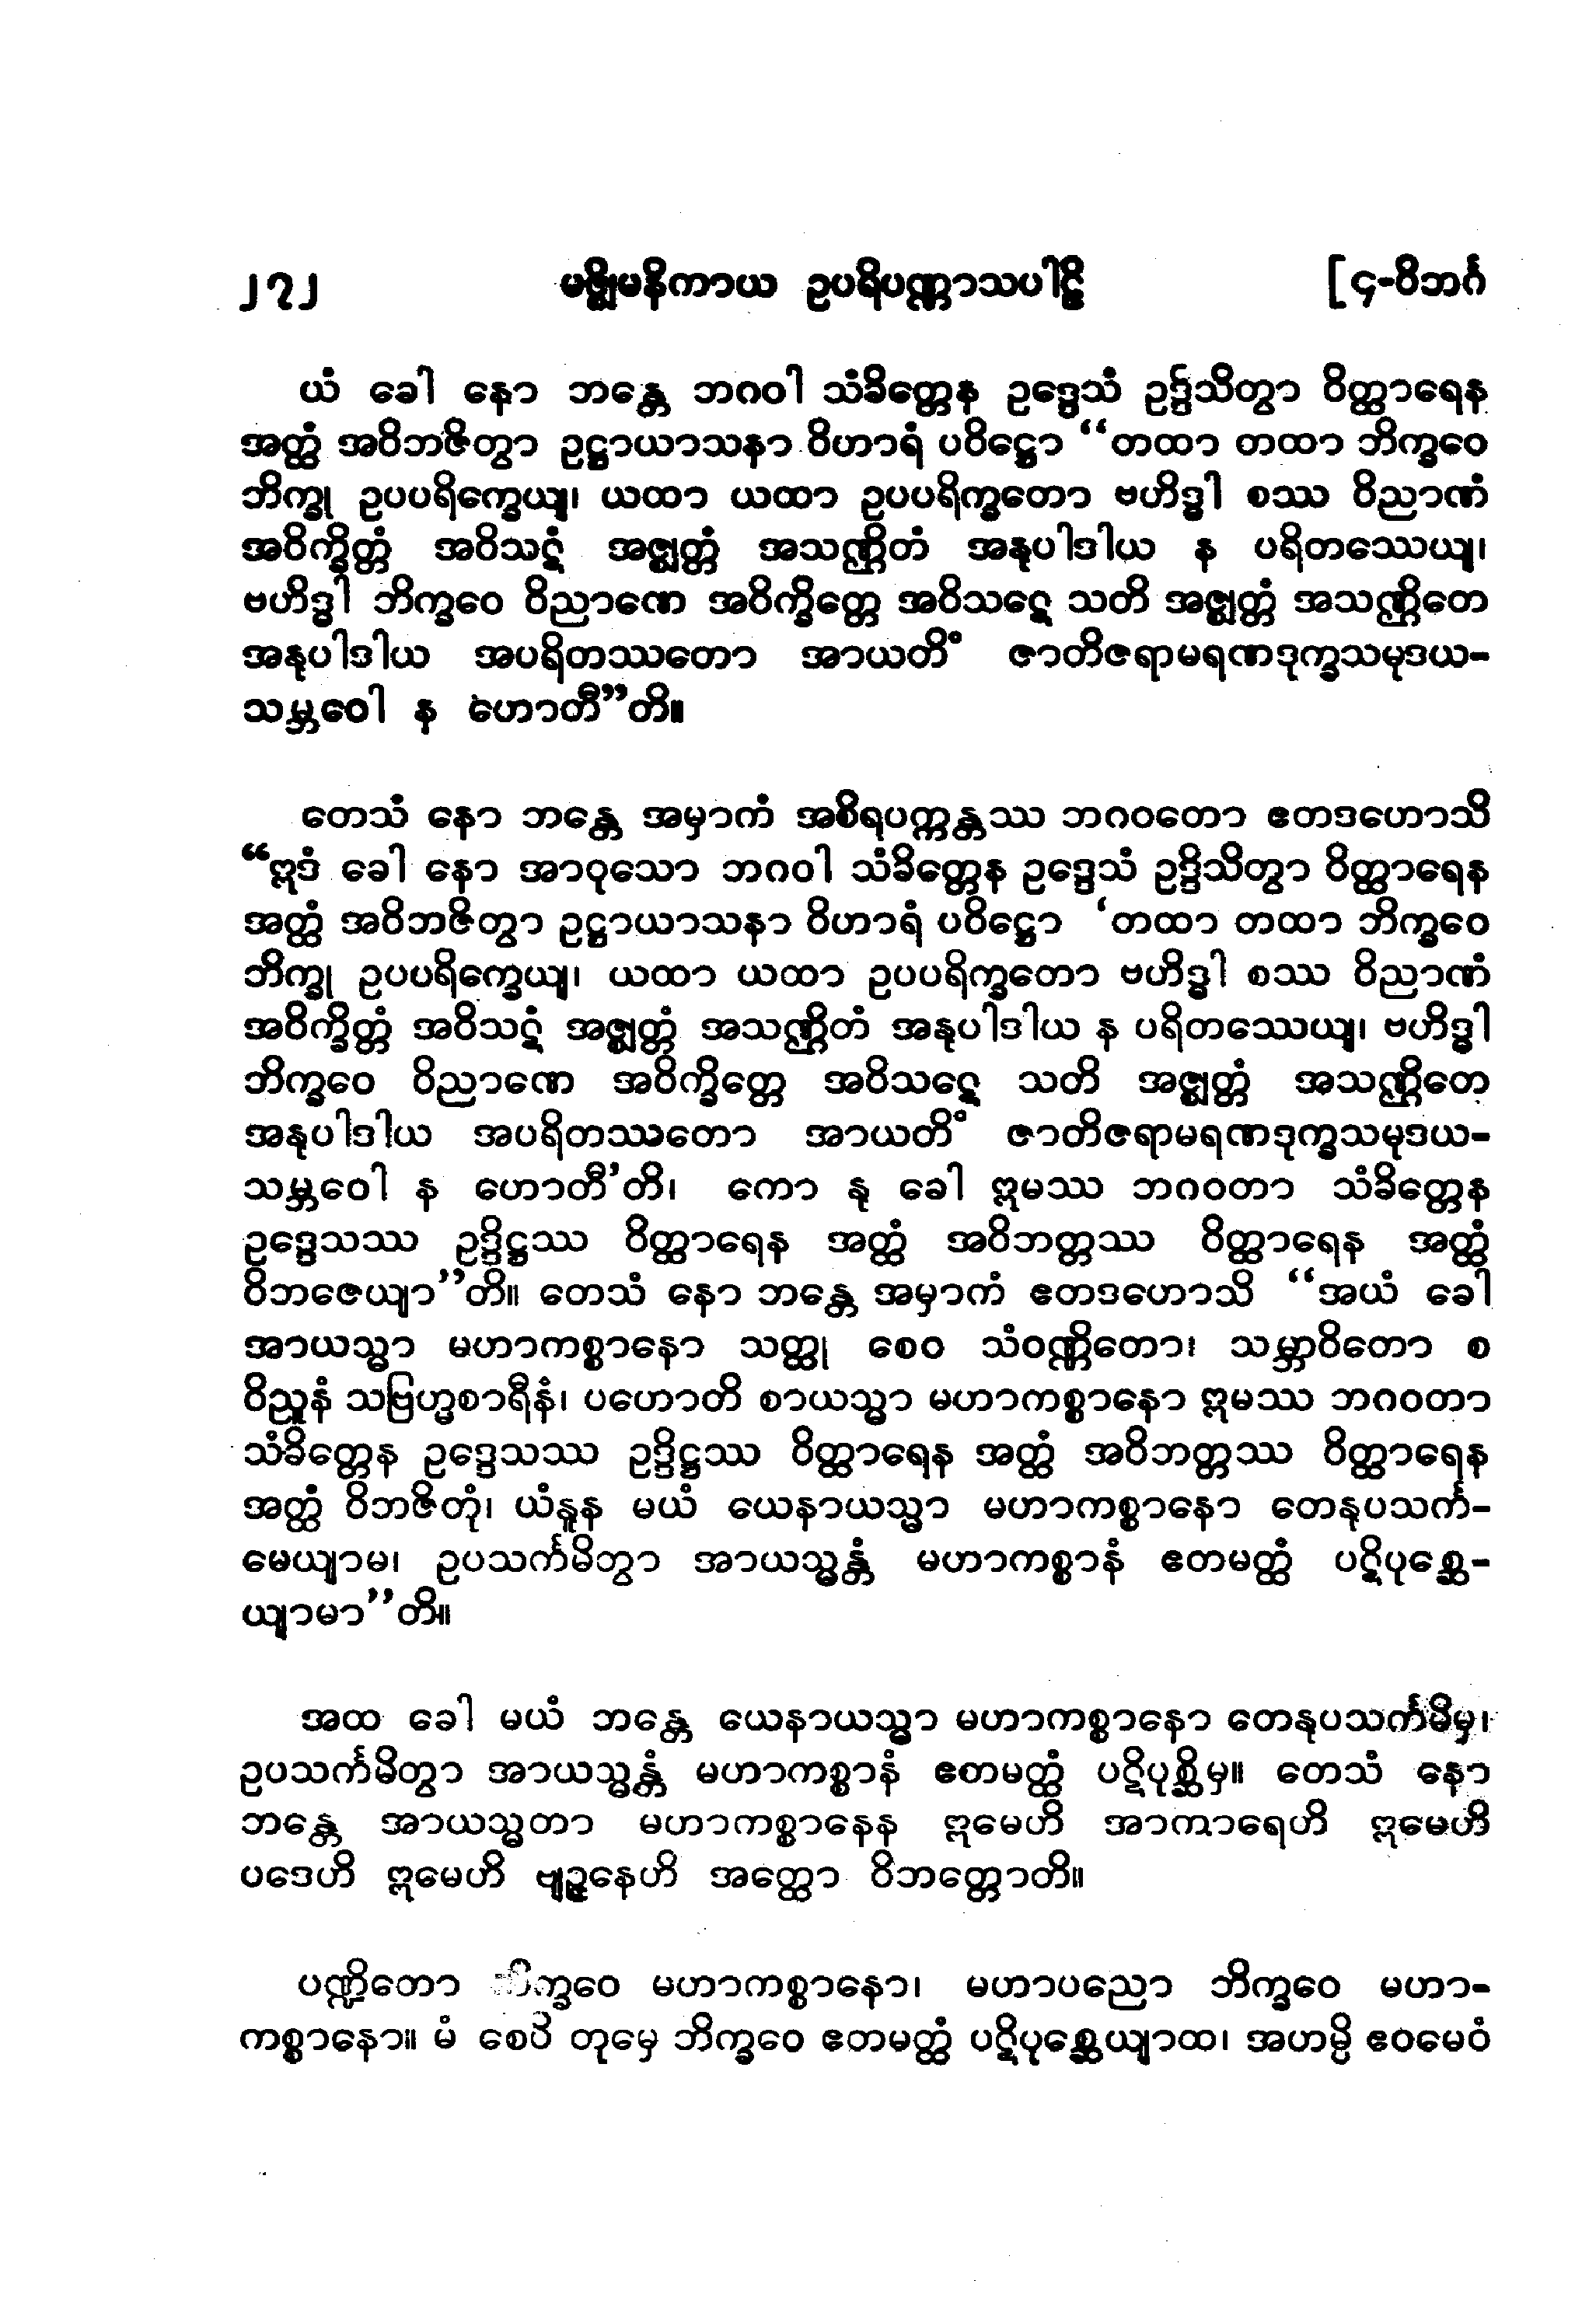 ၂၇၂ မဇ္ဈိမနိကာယ ဥပရိပဏ္ဏာသပါဠိ [၄-ဝိဘင်္ဂ
ယံ ခေါ နော ဘန္တေ ဘဂဝါ သံခိတ္တေန ဥဒ္ဒေသံ ဥဒ္ဒိသိတွာ ဝိတ္ထာရေန
အတ္ထံ အဝိဘဇိတွာ ဥဋ္ဌာယာသနာ ဝိဟာရံ ပဝိဋ္ဌော “တထာ တထာ ဘိက္ခဝေ
ဘိက္ခု ဥပပရိက္ခေယျ၊ ယထာ ယထာ ဥပပရိက္ခတော ဗဟိဒ္ဓါ စဿ ဝိညာဏံ
အဝိက္ခိတ္တံ အဝိသဋံ အဇ္ဈတ္တံ အသဏ္ဌိတံ အနုပါဒါယ န ပရိတဿေယျ၊
ဗဟိဒ္ဓါ ဘိက္ခဝေ ဝိညာဏေ အဝိက္ခိတ္တေ အဝိသဋေ သတိ အဇ္ဈတ္တံ အသဏ္ဌိတေ
အနုပါဒါယ အပရိတဿတော အာယတိံ ဇာတိဇရာမရဏဒုက္ခသမုဒယ-
သမ္ဘဝေါ န ဟောတီ”တိ။
တေသံ နော ဘန္တေ အမှာကံ အစိရပက္ကန္တဿ ဘဂဝတော ဧတဒဟောသိ
“ဣဒံ ခေါ နော အာဝုသော ဘဂဝါ သံခိတ္တေန ဥဒ္ဒေသံ ဥဒ္ဒိသိတွာ ဝိတ္ထာရေန
အတ္ထံ အဝိဘဇိတွာ ဥဋ္ဌာယာသနာ ဝိဟာရံ ပဝိဋ္ဌော ‘တထာ တထာ ဘိက္ခဝေ
ဘိက္ခု ဥပပရိက္ခေယျ၊ ယထာ ယထာ ဥပပရိက္ခတော ဗဟိဒ္ဓါ စဿ ဝိညာဏံ
အဝိက္ခိတ္တံ အဝိသဋံ အဇ္ဈတ္တံ အသဏ္ဌိတံ အနုပါဒါယ န ပရိတဿေယျ၊ ဗဟိဒ္ဓါ
ဘိက္ခဝေ ဝိညာဏေ အဝိက္ခိတ္တေ အဝိသဋေ သတိ အဇ္ဈတ္တံ အသဏ္ဌိတေ
အနုပါဒါယ အပရိတဿတော အာယတိံ ဇာတိဇရာမရဏဒုက္ခသမုဒယ-
သမ္ဘဝေါ န ဟောတီ’တိ၊ ကော နု ခေါ ဣမဿ ဘဂဝတာ သံခိတ္တေန
ဥဒ္ဒေသဿ ဥဒ္ဒိဋ္ဌဿ ဝိတ္ထာရေန အတ္ထံ အဝိဘတ္တဿ ဝိတ္ထာရေန အတ္ထံ
ဝိဘဇေယျာ”တိ။ တေသံ နော ဘန္တေ အမှာကံ ဧတဒဟောသိ “အယံ ခေါ
အာယသ္မာ မဟာကစ္စာနော သတ္ထု စေဝ သံဝဏ္ဏိတော၊ သမ္ဘာဝိတော စ
ဝိညူနံ သဗြဟ္မစာရီနံ၊ ပဟောတိ စာယသ္မာ မဟာကစ္စာနော ဣမဿ ဘဂဝတာ
သံခိတ္တေန ဥဒ္ဒေသဿ ဥဒ္ဒိဋ္ဌဿ ဝိတ္ထာရေန အတ္ထံ အဝိဘတ္တဿ ဝိတ္ထာရေန
အတ္ထံ ဝိဘဇိတုံ၊ ယံနူန မယံ ယေနာယသ္မာ မဟာကစ္စာနော တေနုပသင်္က-
မေယျာမ၊ ဥပသင်္ကမိတွာ အာယသ္မန္တံ မဟာကစ္စာနံ ဧတမတ္ထံ ပဋိပုစ္ဆေ-
ယျာမာ”တိ။
အထ ခေါ မယံ ဘန္တေ ယေနာယသ္မာ မဟာကစ္စာနော တေနုပသင်္ကမိမှ၊
ဥပသင်္ကမိတွာ အာယသ္မန္တံ မဟာကစ္စာနံ ဧတမတ္ထံ ပဋိပုစ္ဆိမှ။ တေသံ နော
ဘန္တေ အာယသ္မတာ မဟာကစ္စာနေန ဣမေဟိ အာကာရေဟိ ဣမေဟိ
ပဒေဟိ ဣမေဟိ ဗျဉ္ဇနေဟိ အတ္ထော ဝိဘတ္တောတိ။
ပဏ္ဍိတော ဘိက္ခဝေ မဟာကစ္စာနော၊ မဟာပညော ဘိက္ခဝေ မဟာ-
ကစ္စာနော။ မံ စေပိ တုမှေ ဘိက္ခဝေ ဧတမတ္ထံ ပဋိပုစ္ဆေယျာထ၊ အဟမ္ပိ ဧဝမေဝံ